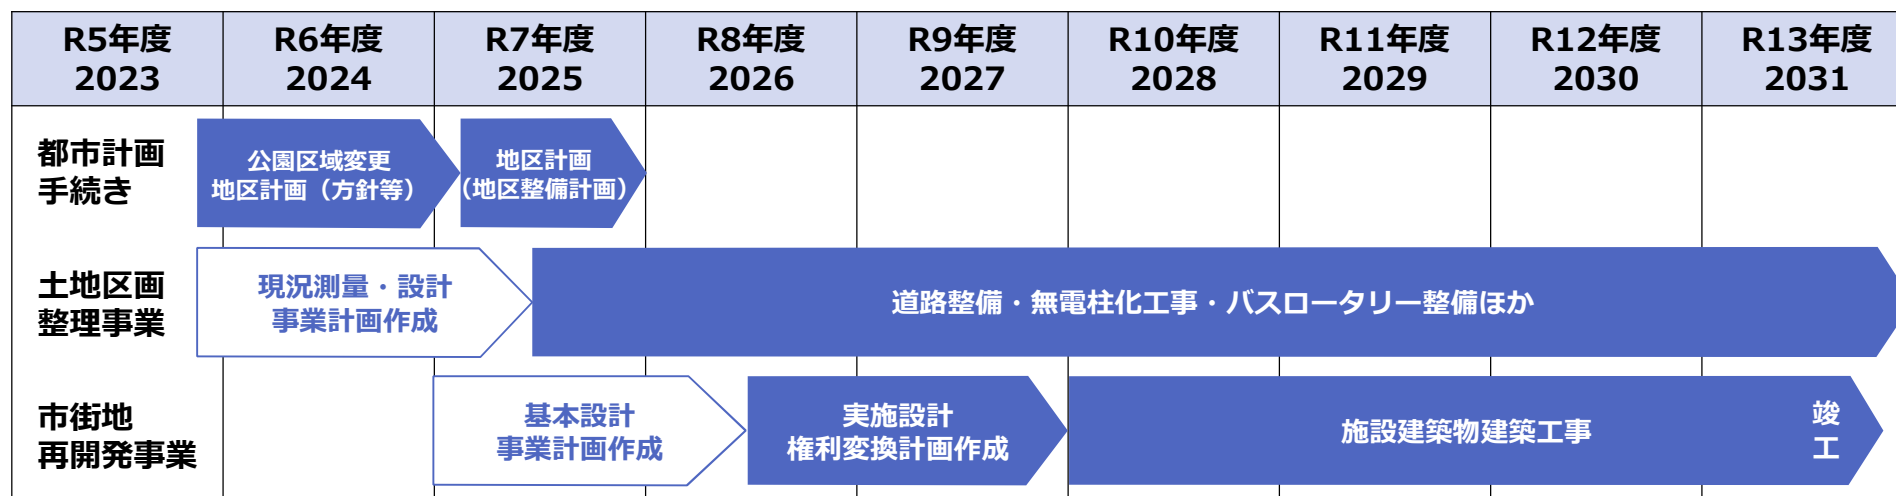 R5年度
2023
R6年度
2024
R7年度
2025
R8年度
2026
R9年度
2027
R10年度
2028
R11年度
2029
R12年度
2030
R13年度
2031
都市計画
手続き
公園区域変更
地区計画（方針等）
地区計画
（地区整備計画）
土地区画
整理事業
現況測量・設計
事業計画作成
道路整備・無電柱化工事・バスロータリー整備ほか
市街地
再開発事業
基本設計
事業計画作成
実施設計
権利変換計画作成
施設建築物建築工事
竣
工